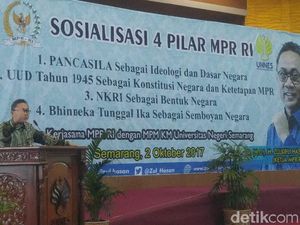 SOSIALISASI 4 PILAR MPR RI
UNNES
1. PANCASILA Sebagai Ideologi dan Dasar Negara
2. UUD Tahun 1945 Sebagai Konstitusi Negara dan Ketetapan MPR
3. NKRI Sebagai Bentuk Negara
4. Bhinneka Tunggal Ika Sebagai Semboyan Negara
Kerjasama MPR RI dengan MPM KM Universitas Negeri Semarang
Semarang, 2 Oktober 2017
@Zul_Hasan
detikcom